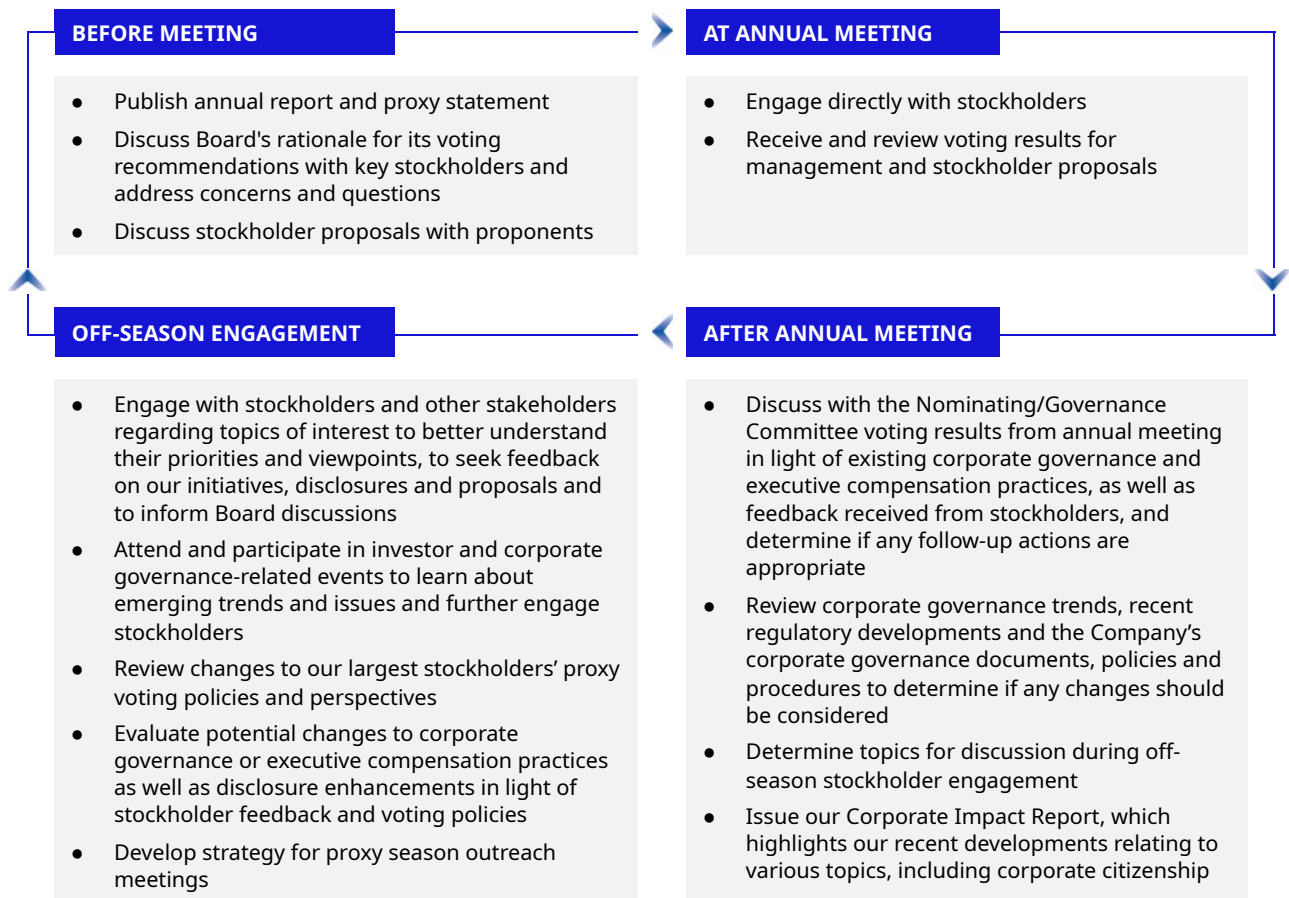 BEFORE MEETING
● Publish annual report and proxy statement
● Discuss Board's rationale for its voting
recommendations with key stockholders and
address concerns and questions
● Discuss stockholder proposals with proponents
AT ANNUAL MEETING
● Engage directly with stockholders
● Receive and review voting results for
management and stockholder proposals
OFF-SEASON ENGAGEMENT
● Engage with stockholders and other stakeholders
regarding topics of interest to better understand
their priorities and viewpoints, to seek feedback
on our initiatives, disclosures and proposals and
to inform Board discussions
● Attend and participate in investor and corporate
governance-related events to learn about
emerging trends and issues and further engage
stockholders
● Review changes to our largest stockholders’ proxy
voting policies and perspectives
● Evaluate potential changes to corporate
governance or executive compensation practices
as well as disclosure enhancements in light of
stockholder feedback and voting policies
● Develop strategy for proxy season outreach
meetings
AFTER ANNUAL MEETING
● Discuss with the Nominating/Governance
Committee voting results from annual meeting
in light of existing corporate governance and
executive compensation practices, as well as
feedback received from stockholders, and
determine if any follow-up actions are
appropriate
● Review corporate governance trends, recent
regulatory developments and the Company’s
corporate governance documents, policies and
procedures to determine if any changes should
be considered
● Determine topics for discussion during off-
season stockholder engagement
● Issue our Corporate Impact Report, which
highlights our recent developments relating to
various topics, including corporate citizenship